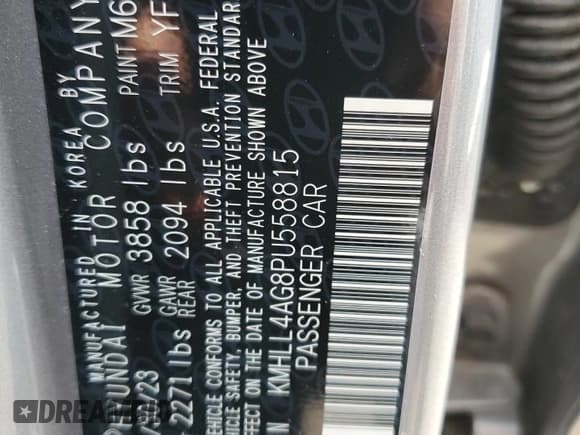 MANUFACTURED IN KOREA BY
HYUNDAI MOTOR COMPANY
GVWR 3858 lbs PAINT M6
GAWR
2271 lbs REAR 2094 lbs TRIM YF
VEHICLE CONFORMS TO ALL APPLICABLE U.S.A. FEDERAL
VEHICLE SAFETY, BUMPER, AND THEFT PREVENTION STANDAR
EFFECT ON THE DATE OF MANUFACTURE SHOWN ABOVE
KMHLL4AG8PU558815
PASSENGER CAR
DREAM